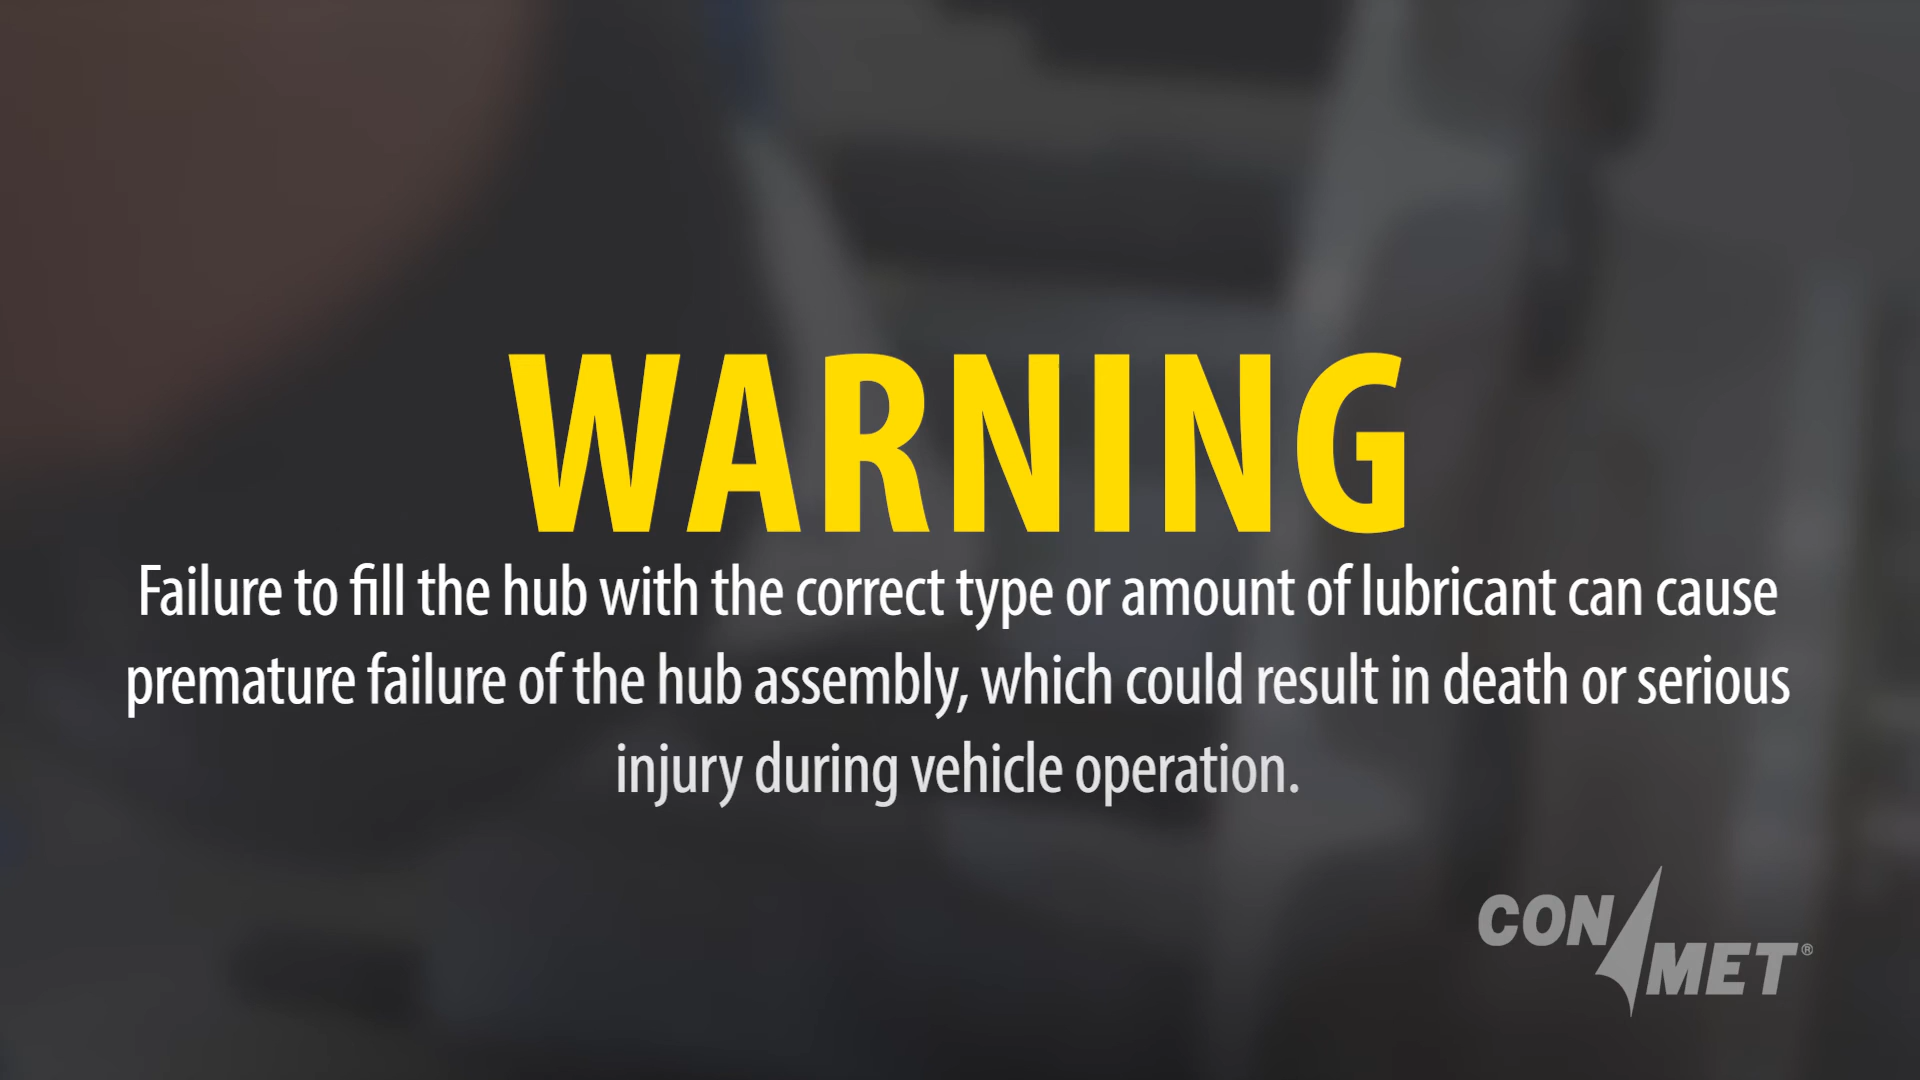 WARNING
Failure to fill the hub with the correct type or amount of lubricant can cause
premature failure of the hub assembly, which could result in death or serious
injury during vehicle operation.
CON
MET®